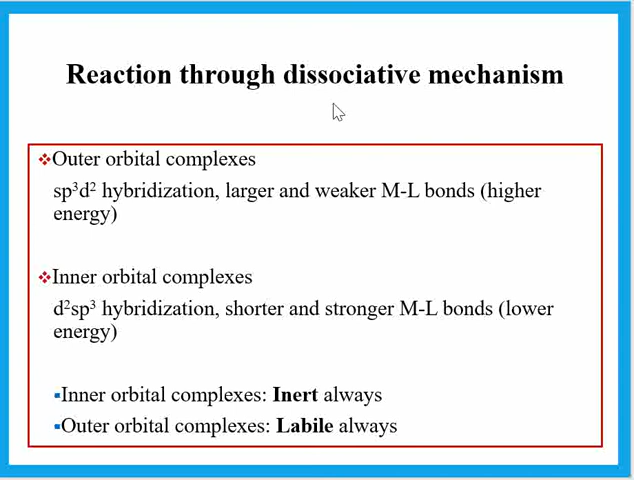 Reaction through dissociative mechanism
❖Outer orbital complexes
sp³d² hybridization, larger and weaker M-L bonds (higher
energy)
❖Inner orbital complexes
d²sp³ hybridization, shorter and stronger M-L bonds (lower
energy)
▪Inner orbital complexes: Inert always
▪Outer orbital complexes: Labile always